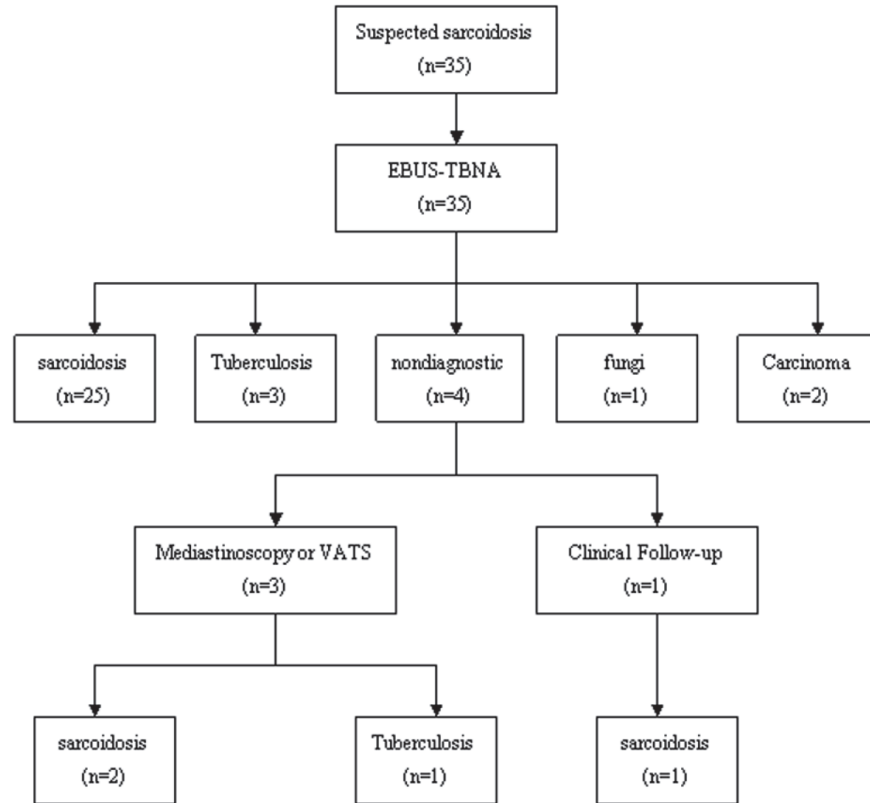 Suspected sarcoidosis
(n=35)
EBUS-TBNA
(n=35)
sarcoidosis
(n=25)
Tuberculosis
(n=3)
nondiagnostic
(n=4)
fungi
(n=1)
Carcinoma
(n=2)
Mediastinoscopy or VATS
(n=3)
Clinical Follow-up
(n=1)
sarcoidosis
(n=2)
Tuberculosis
(n=1)
sarcoidosis
(n=1)